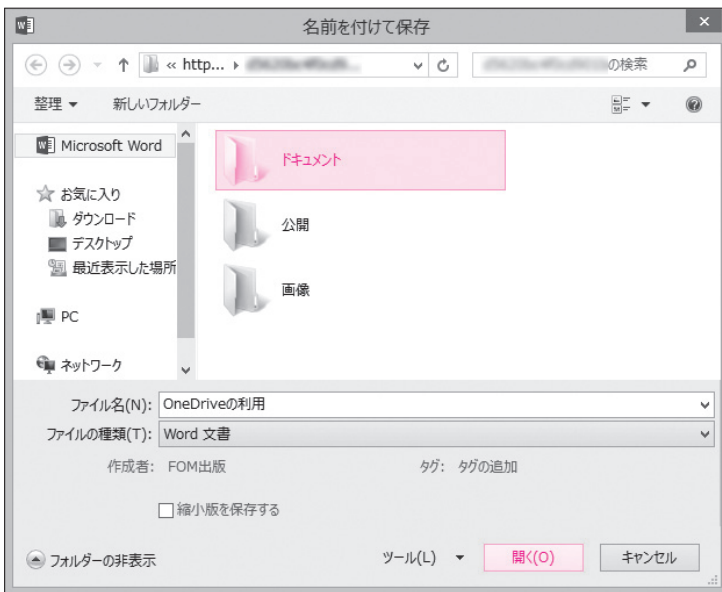 名前を付けて保存
« http...
の検索
整理 新しいフォルダー
Microsoft Word
お気に入り
ダウンロード
デスクトップ
最近表示した場所
PC
ネットワーク
ドキュメント
公開
画像
ファイル名(N): OneDriveの利用
ファイルの種類(T): Word 文書
作成者: FOM出版 タグ: タグの追加
縮小版を保存する
フォルダーの非表示 ツール(L) 開く(O) キャンセル